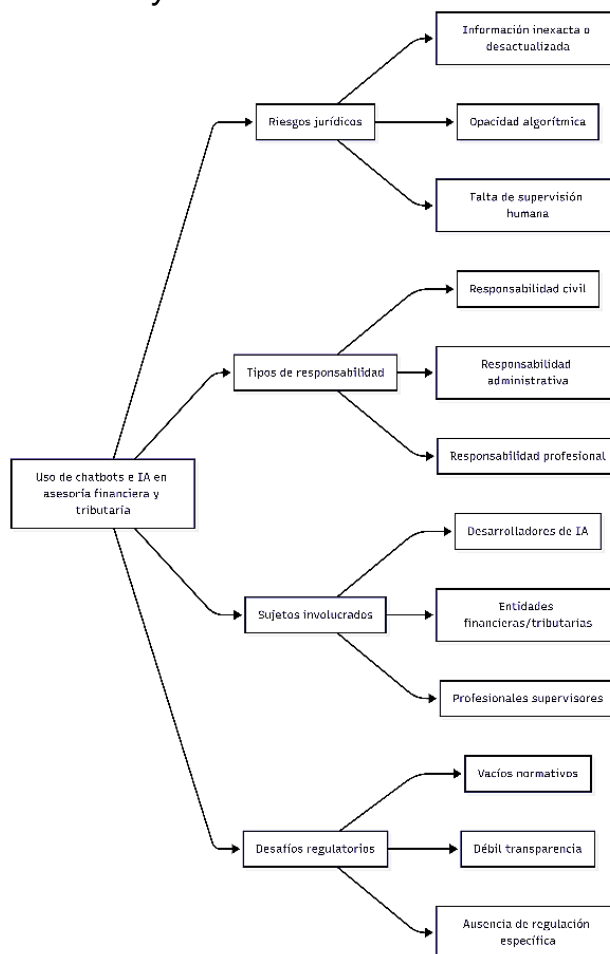 Información inexacta o
desactualizada
Riesgos jurídicos
Opacidad algorítmica
Falta de supervisión
humana
Responsabilidad civil
Tipos de responsabilidad
Responsabilidad
administrativa
Responsabilidad profesional
Uso de chatbots e IA en
asesoría financiera y
tributaria
Desarrolladores de IA
Sujetos involucrados
Entidades
financieras/tributarias
Profesionales supervisores
Vacíos normativos
Desafíos regulatorios
Débil transparencia
Ausencia de regulación
específica